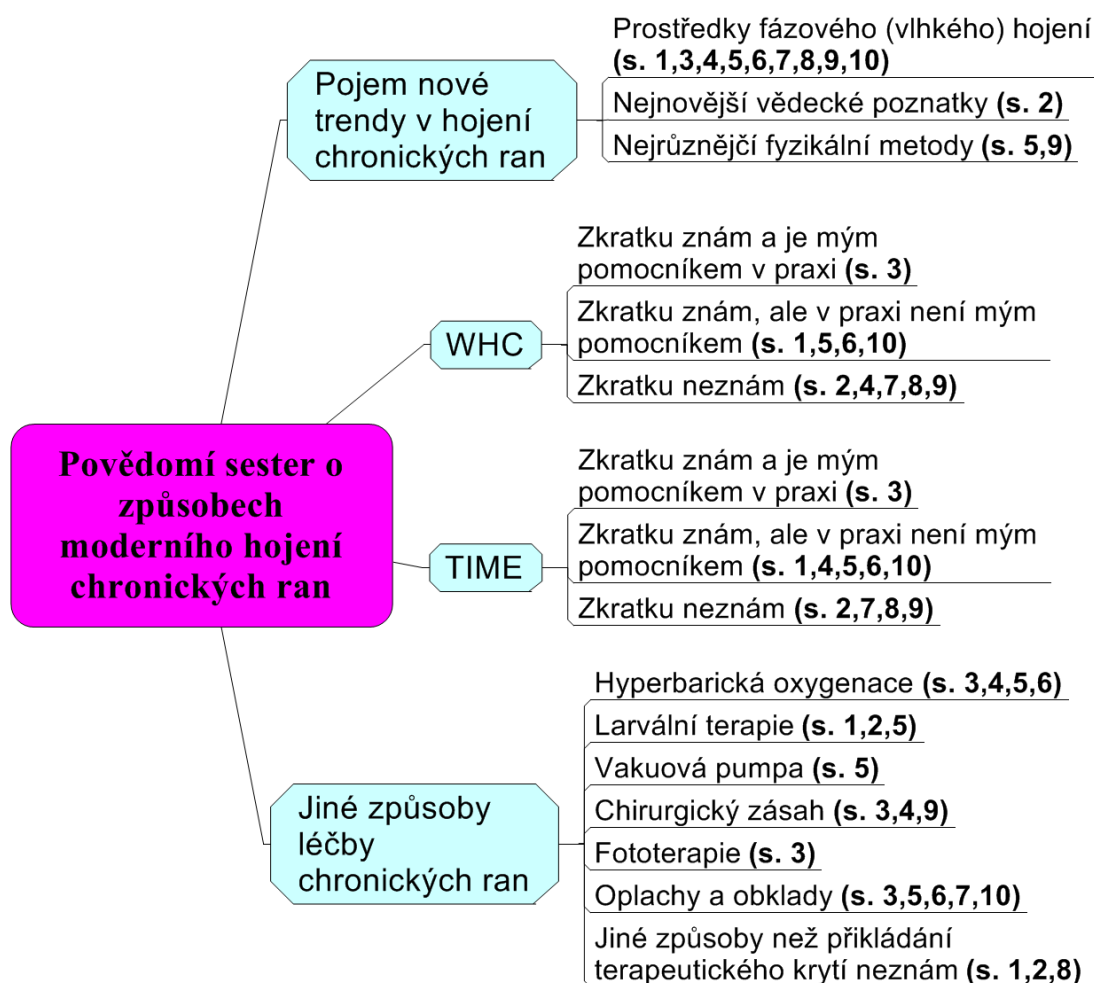 Povědomí sester o
způsobech
moderního hojení
chronických ran
Pojem nové
trendy v hojení
chronických ran
Prostředky fázového (vlhkého) hojení
(s. 1,3,4,5,6,7,8,9,10)
Nejnovější vědecké poznatky (s. 2)
Nejrůznějčí fyzikální metody (s. 5,9)
WHC
Zkratku znám a je mým
pomocníkem v praxi (s. 3)
Zkratku znám, ale v praxi není mým
pomocníkem (s. 1,5,6,10)
Zkratku neznám (s. 2,4,7,8,9)
TIME
Zkratku znám a je mým
pomocníkem v praxi (s. 3)
Zkratku znám, ale v praxi není mým
pomocníkem (s. 1,4,5,6,10)
Zkratku neznám (s. 2,7,8,9)
Jiné způsoby
léčby
chronických ran
Hyperbarická oxygenace (s. 3,4,5,6)
Larvální terapie (s. 1,2,5)
Vakuová pumpa (s. 5)
Chirurgický zásah (s. 3,4,9)
Fototerapie (s. 3)
Oplachy a obklady (s. 3,5,6,7,10)
Jiné způsoby než přikládání
terapeutického krytí neznám (s. 1,2,8)